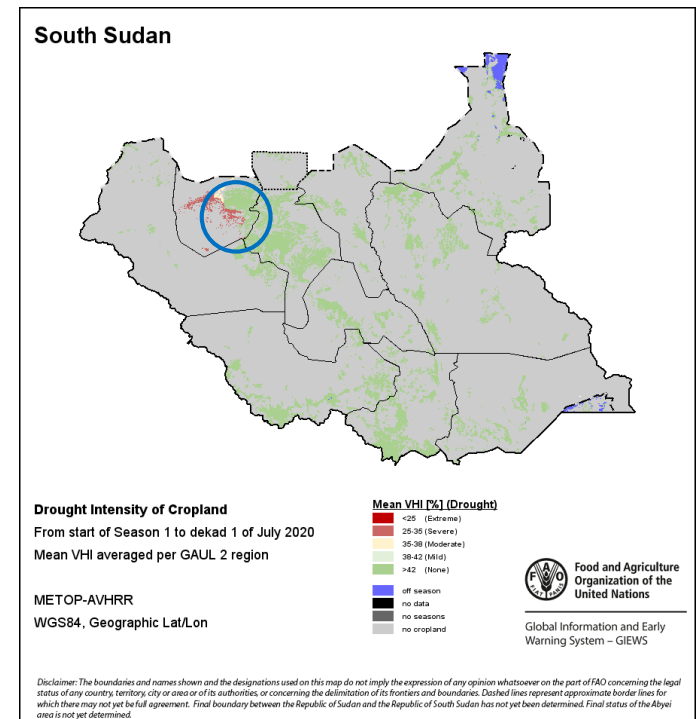 South Sudan
Drought Intensity of Cropland
From start of Season 1 to dekad 1 of July 2020
Mean VHI averaged per GAUL 2 region
METOP-AVHRR
WGS84, Geographic Lat/Lon
Mean VHI [%] (Drought)
<25 (Extreme)
25-35 (Severe)
35-38 (Moderate)
38-42 (Mild)
>42 (None)
off season
no data
no seasons
no cropland
FAO
FIAT PANIS
Food and Agriculture
Organization of the
United Nations
Global Information and Early
Warning System – GIEWS
Disclaimer: The boundaries and names shown and the designations used on this map do not imply the expression of any opinion whatsoever on the part of FAO concerning the legal
status of any country, territory, city or area or of its authorities, or concerning the delimitation of its frontiers and boundaries. Dashed lines represent approximate border lines for
which there may not yet be full agreement. Final boundary between the Republic of Sudan and the Republic of South Sudan has not yet been determined. Final status of the Abyei
area is not yet determined.